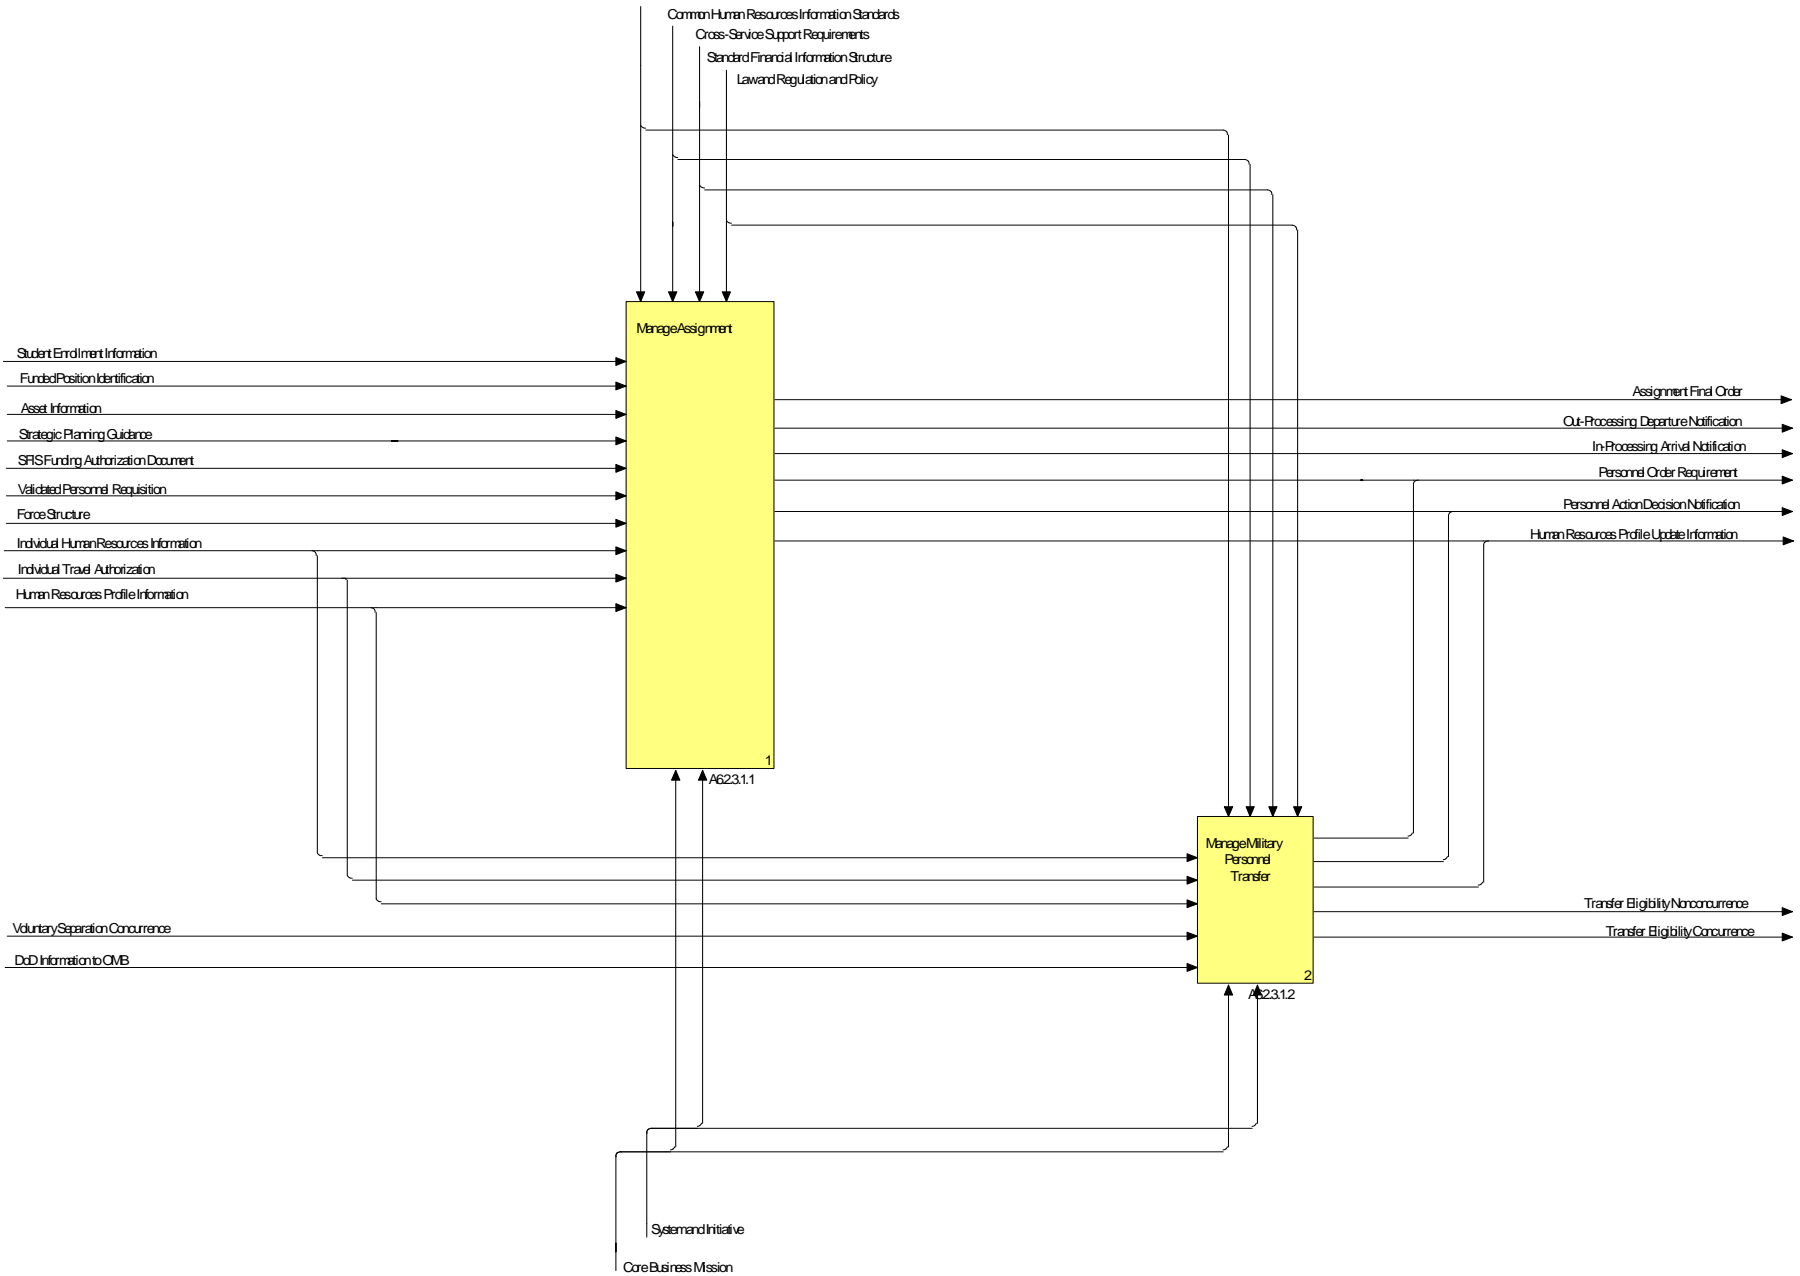 Common Human Resources Information Standards
Cross-Service Support Requirements
Standard Financial Information Structure
Law and Regulation and Policy
Manage Assignment
Student Enrollment Information
Funded Position Identification
Asset Information
Strategic Planning Guidance
SFIS Funding Authorization Document
Validated Personnel Requisition
Force Structure
Individual Human Resources Information
Individual Travel Authorization
Human Resources Profile Information
Assignment Final Order
Out-Processing Departure Notification
In-Processing Arrival Notification
Personnel Order Requirement
Personnel Action Decision Notification
Human Resources Profile Update Information
1
A6.2.3.1.1
Manage Military
Personnel
Transfer
Voluntary Separation Concurrence
DoD Information to OMB
Transfer Eligibility Nonconcurrence
Transfer Eligibility Concurrence
2
A6.2.3.1.2
System and Initiative
Core Business Mission